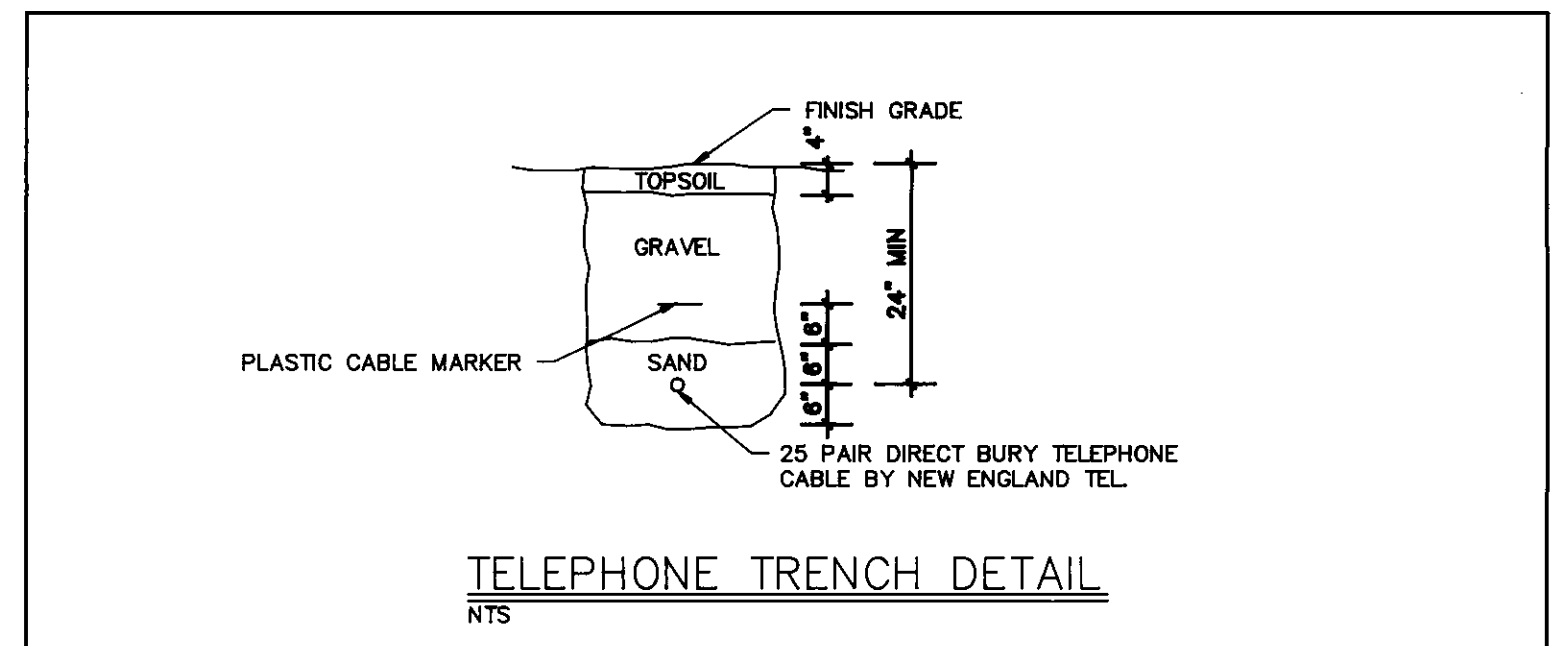 FINISH GRADE
4"
TOPSOIL
GRAVEL
24" MIN
6"
PLASTIC CABLE MARKER
SAND
6"
6"
25 PAIR DIRECT BURY TELEPHONE
CABLE BY NEW ENGLAND TEL.
TELEPHONE TRENCH DETAIL
NTS